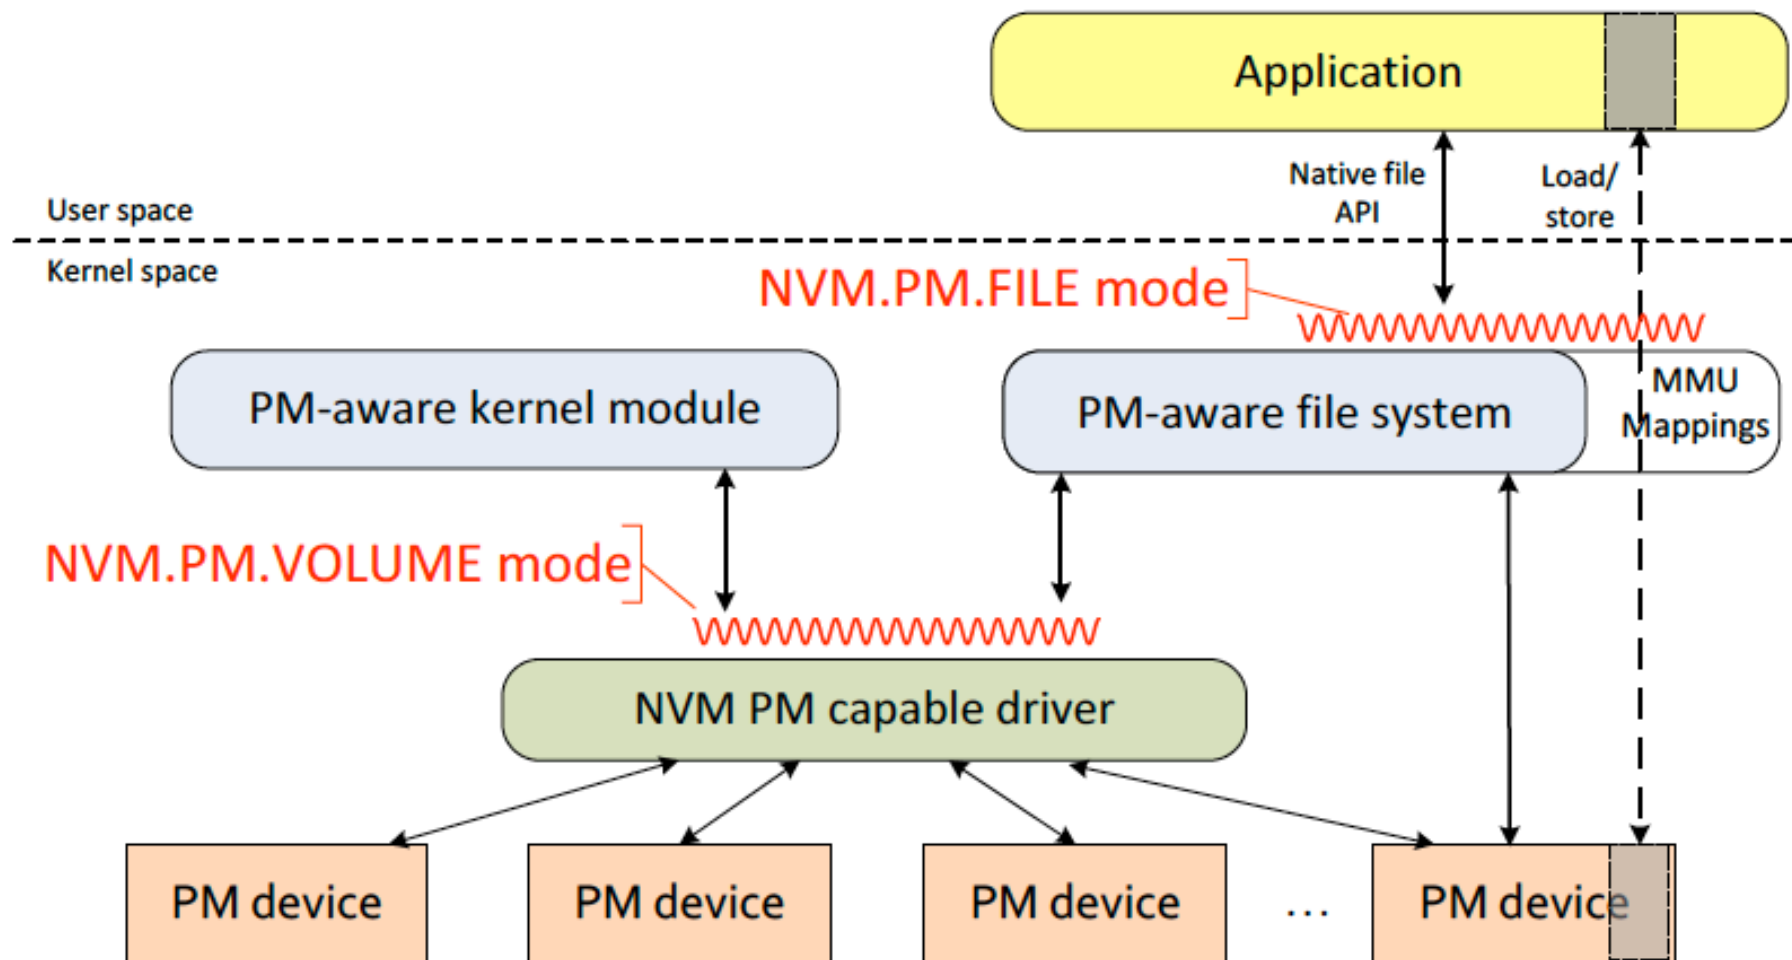 Application
Native file
API
Load/
store
User space
Kernel space
NVM.PM.FILE mode
PM-aware kernel module
PM-aware file system
MMU
Mappings
NVM.PM.VOLUME mode
NVM PM capable driver
PM device
PM device
PM device
...
PM device